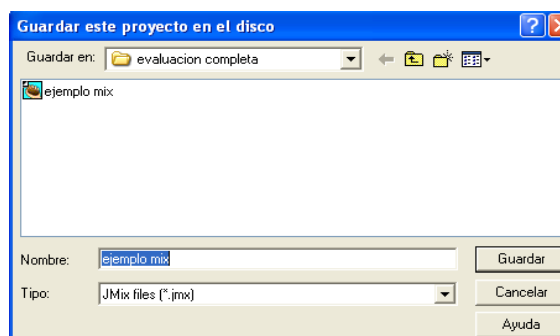 Guardar este proyecto en el disco
Guardar en: evaluacion completa
ejemplo mix
Nombre: ejemplo mix Guardar
Tipo: JMix files (*.jmx) Cancelar
Ayuda